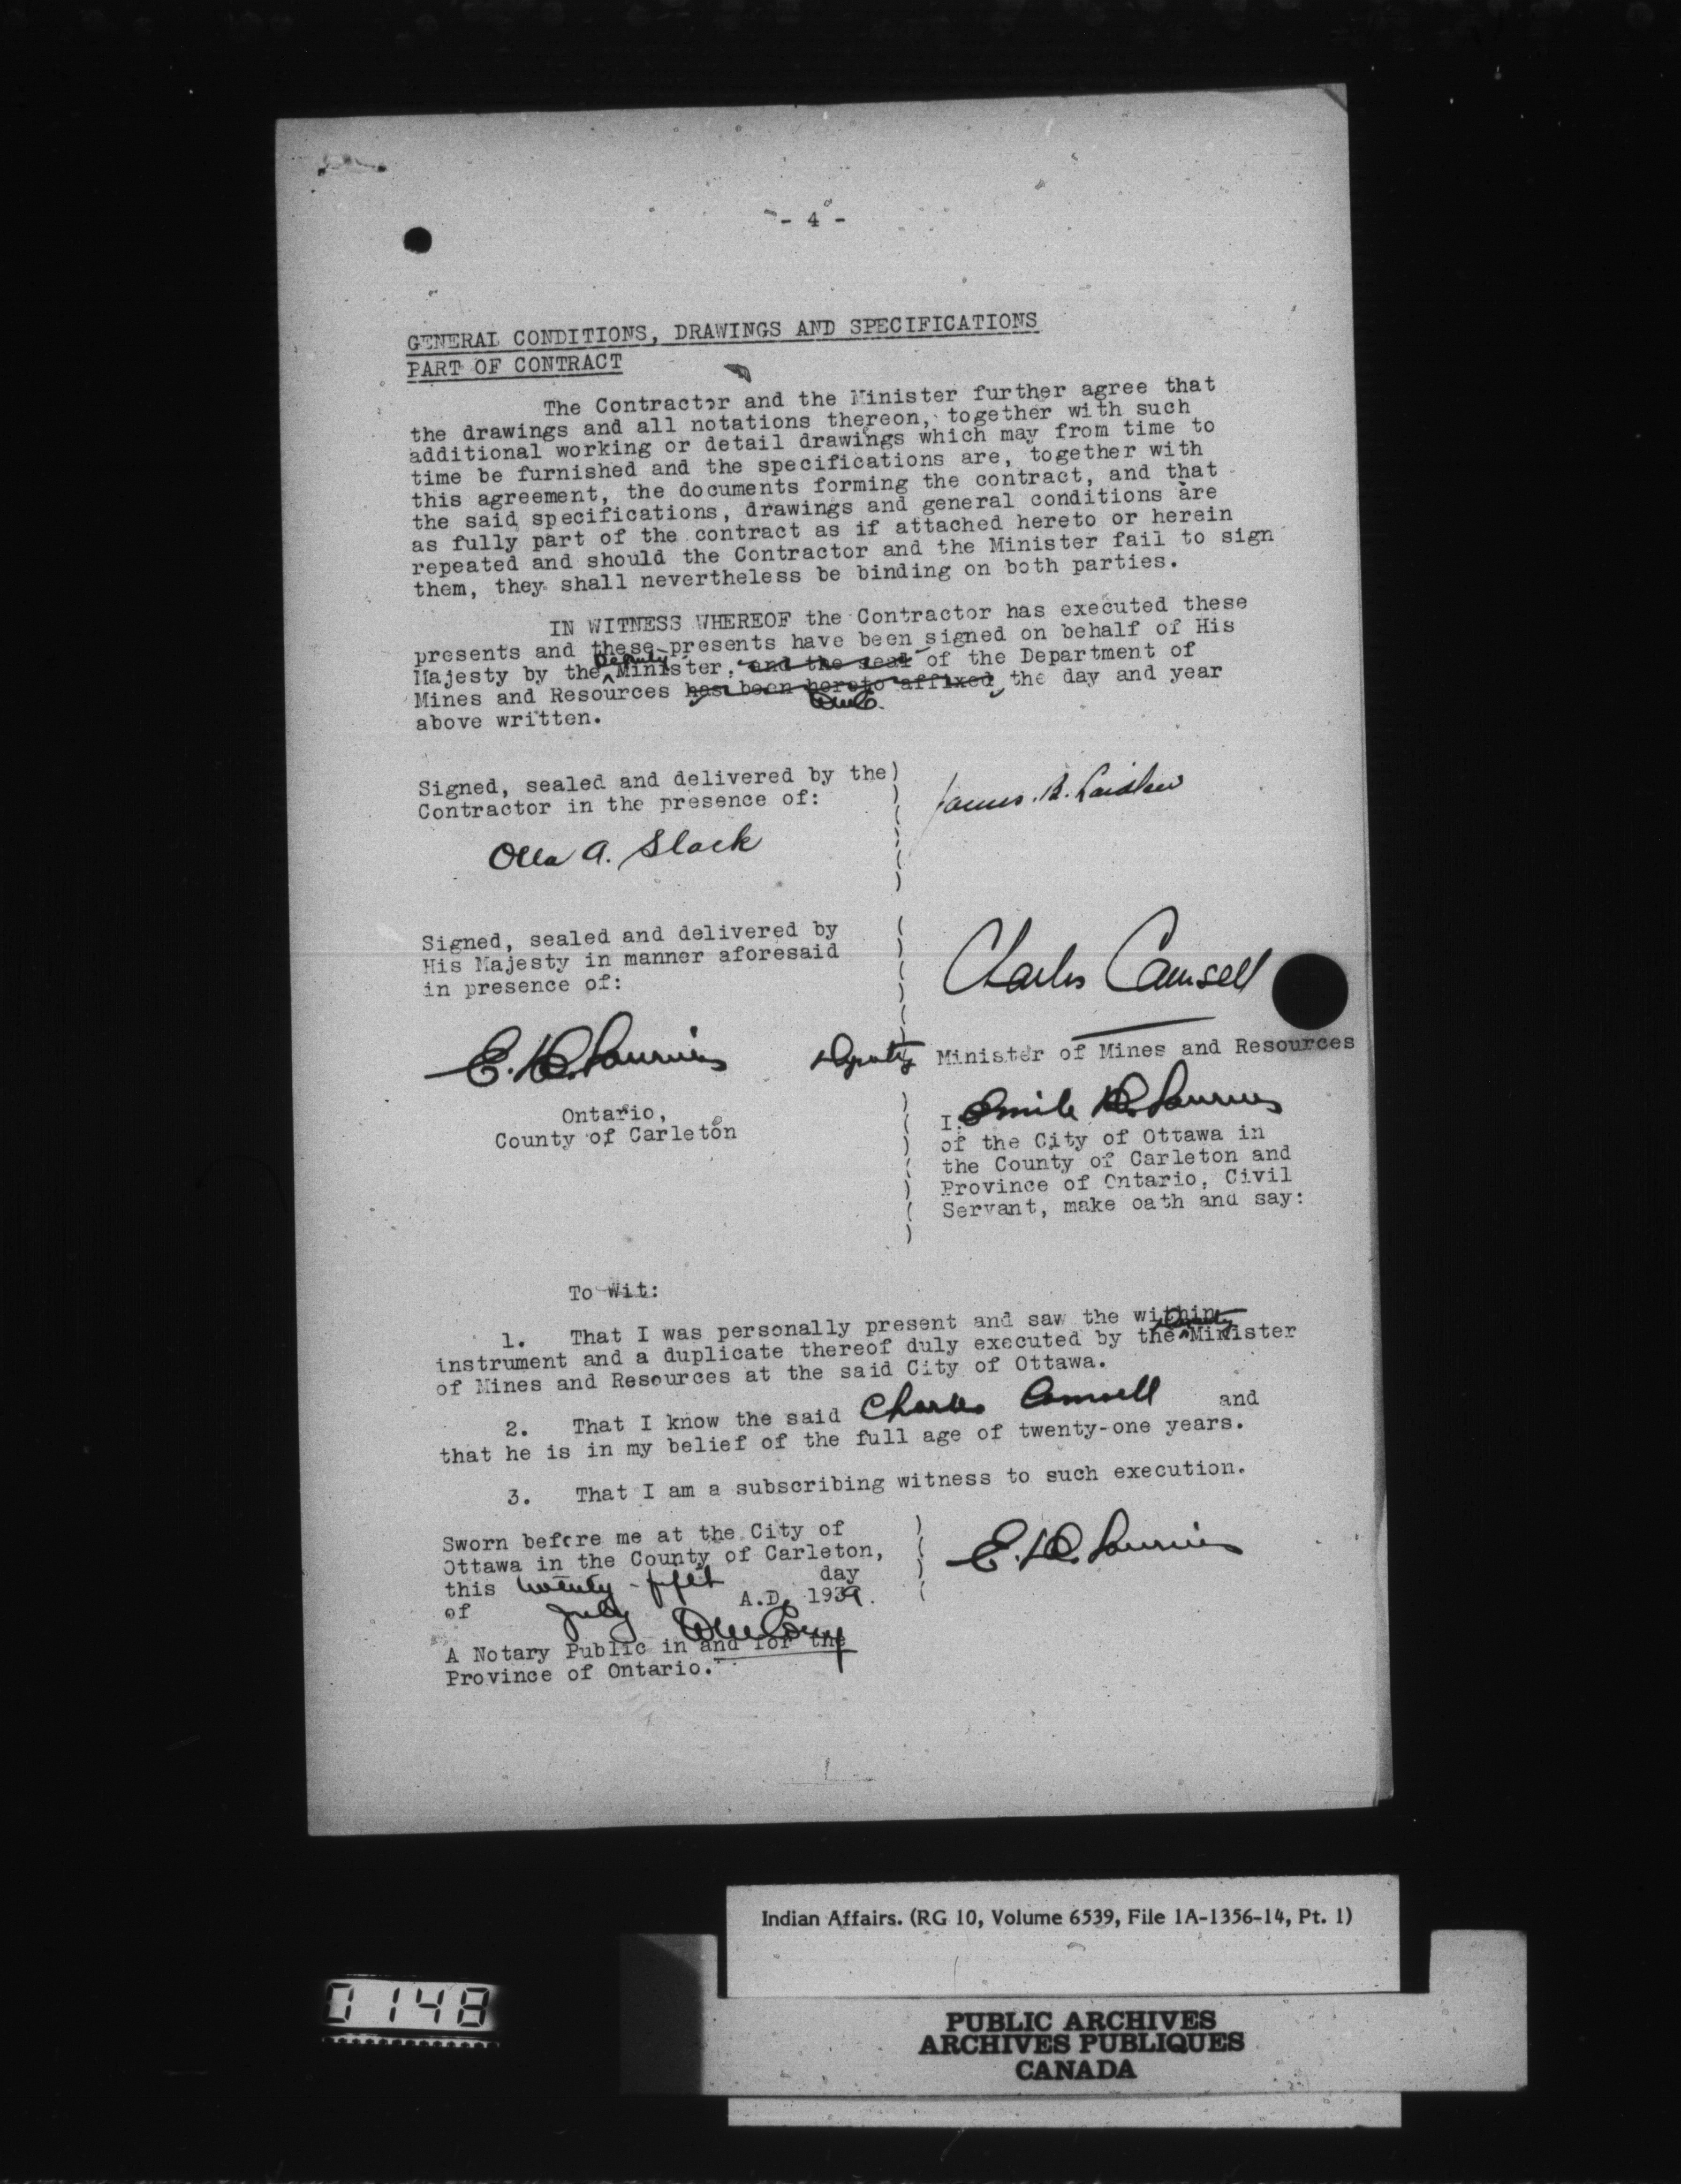 - 4 -
GENERAL CONDITIONS, DRAWINGS AND SPECIFICATIONS
PART OF CONTRACT
The Contractor and the Minister further agree that
the drawings and all notations thereon, together with such
additional working or detail drawings which may from time to
time be furnished and the specifications are, together with
this agreement, the documents forming the contract, and that
the said specifications, drawings and general conditions are
as fully part of the contract as if attached hereto or herein
repeated and should the Contractor and the Minister fail to sign
them, they shall nevertheless be binding on both parties.
IN WITNESS WHEREOF the Contractor has executed these
presents and these presents have been signed on behalf of His
Majesty by the Deputy Minister, and the seal of the Department of
Mines and Resources has been hereto affixed, the day and year
above written.
Signed, sealed and delivered by the)
Contractor in the presence of:
James. B. Laidlaw
Olla A. Slack
Signed, sealed and delivered by
His Majesty in manner aforesaid
in presence of:
Charles Camsell
E. H.
Deputy Minister of Mines and Resources
Ontario,
County of Carleton
I, Emile
of the City of Ottawa in
the County of Carleton and
Province of Ontario, Civil
Servant, make oath and say:
To Wit:
1. That I was personally present and saw the within
instrument and a duplicate thereof duly executed by the Deputy Minister
of Mines and Resources at the said City of Ottawa.
2. That I know the said Charles Camsell and
that he is in my belief of the full age of twenty-one years.
3. That I am a subscribing witness to such execution.
Sworn before me at the City of
Ottawa in the County of Carleton,
this twenty-fifth day
of July A.D. 1939.
A Notary Public in and for the
Province of Ontario.
Indian Affairs. (RG 10, Volume 6539, File 1A-1356-14, Pt. 1)
0148
PUBLIC ARCHIVES
ARCHIVES PUBLIQUES
CANADA